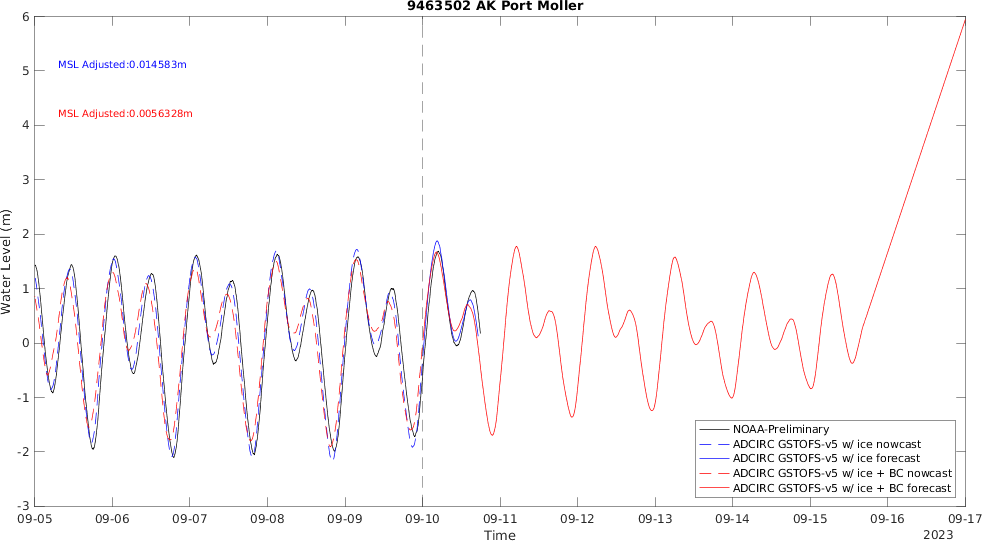 9463502 AK Port Moller
6
5
4
3
2
1
0
-1
-2
-3
Water Level (m)
MSL Adjusted:0.014583m
MSL Adjusted:0.0056328m
NOAA-Preliminary
ADCIRC GSTOFS-v5 w/ ice nowcast
ADCIRC GSTOFS-v5 w/ ice forecast
ADCIRC GSTOFS-v5 w/ ice + BC nowcast
ADCIRC GSTOFS-v5 w/ ice + BC forecast
09-05 09-06 09-07 09-08 09-09 09-10 09-11 09-12 09-13 09-14 09-15 09-16 09-17
Time
2023